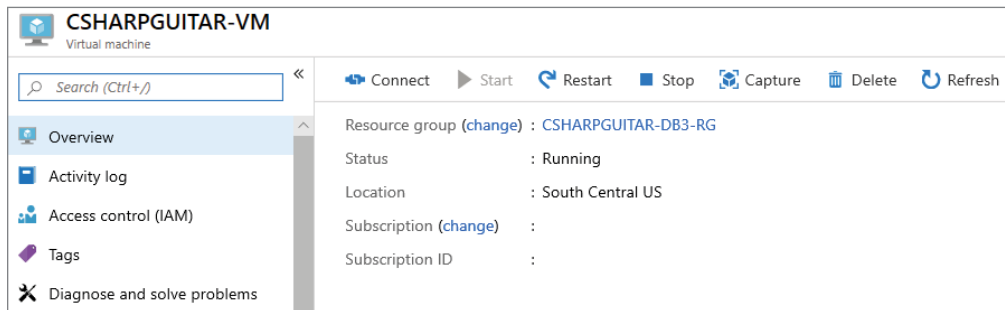 CSHARPGUITAR-VM
Virtual machine
Search (Ctrl+/)
«
Overview
Activity log
Access control (IAM)
Tags
Diagnose and solve problems
Connect Start Restart Stop Capture Delete Refresh
Resource group (change) : CSHARPGUITAR-DB3-RG
Status : Running
Location : South Central US
Subscription (change) :
Subscription ID :